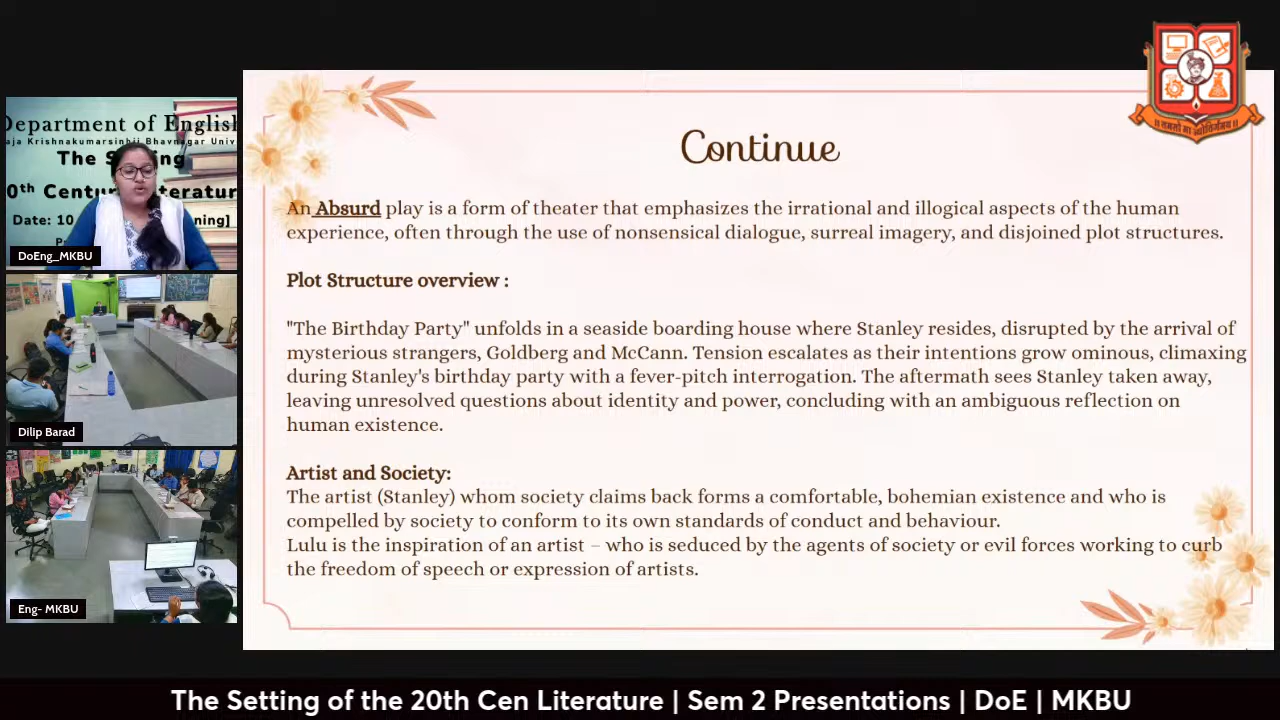 Department of English
aja Krishnakumarsinhji Bhavnagar Univ
The S ng
0th Centur teratur
Date: 10 ning]
DoEng_MKBU
Dilip Barad
Eng- MKBU
Continue
An Absurd play is a form of theater that emphasizes the irrational and illogical aspects of the human
experience, often through the use of nonsensical dialogue, surreal imagery, and disjoined plot structures.
Plot Structure overview :
"The Birthday Party" unfolds in a seaside boarding house where Stanley resides, disrupted by the arrival of
mysterious strangers, Goldberg and McCann. Tension escalates as their intentions grow ominous, climaxing
during Stanley's birthday party with a fever-pitch interrogation. The aftermath sees Stanley taken away,
leaving unresolved questions about identity and power, concluding with an ambiguous reflection on
human existence.
Artist and Society:
The artist (Stanley) whom society claims back forms a comfortable, bohemian existence and who is
compelled by society to conform to its own standards of conduct and behaviour.
Lulu is the inspiration of an artist – who is seduced by the agents of society or evil forces working to curb
the freedom of speech or expression of artists.
The Setting of the 20th Cen Literature | Sem 2 Presentations | DoE | MKBU